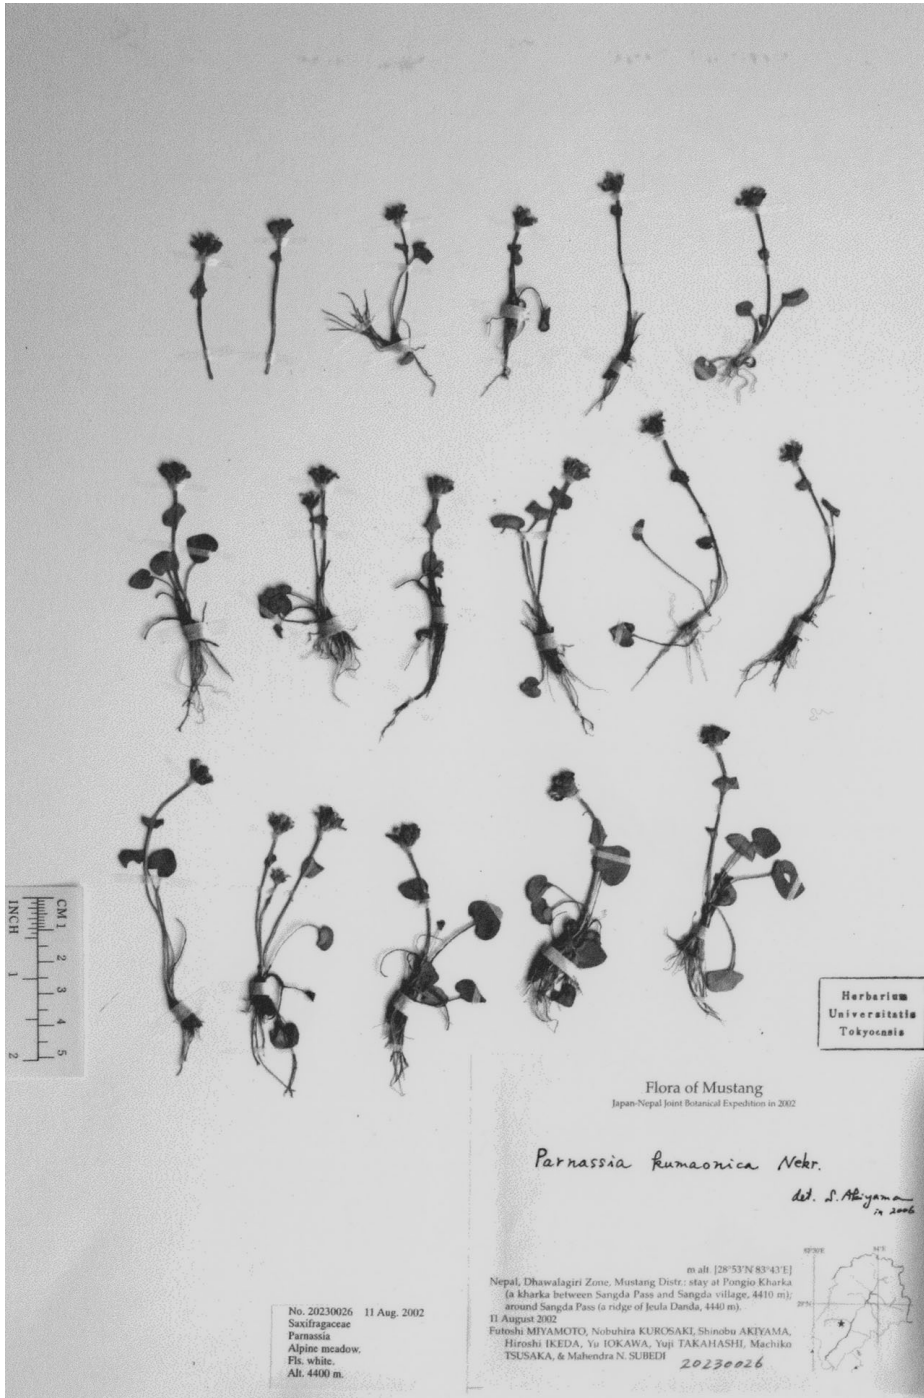 CM 1
2
3
4
5
INCH
1
2
Herbarium
Universitatis
Tokyoensis
Flora of Mustang
Japan-Nepal Joint Botanical Expedition in 2002
Parnassia kumaonica Nekr.
det. S. Akiyama
in 2006
m alt. [28°53'N 83°43'E]
Nepal, Dhawalagiri Zone, Mustang Distr.: stay at Pongio Kharka
(a kharka between Sangda Pass and Sangda village, 4410 m);
around Sangda Pass (a ridge of Jeula Danda, 4440 m).
11 August 2002
Futoshi MIYAMOTO, Nobuhira KUROSAKI, Shinobu AKIYAMA,
Hiroshi IKEDA, Yu IOKAWA, Yuji TAKAHASHI, Machiko
TSUSAKA, & Mahendra N. SUBEDI
20230026
29°N
No. 20230026 11 Aug. 2002
Saxifragaceae
Parnassia
Alpine meadow.
Fls. white.
Alt. 4400 m.